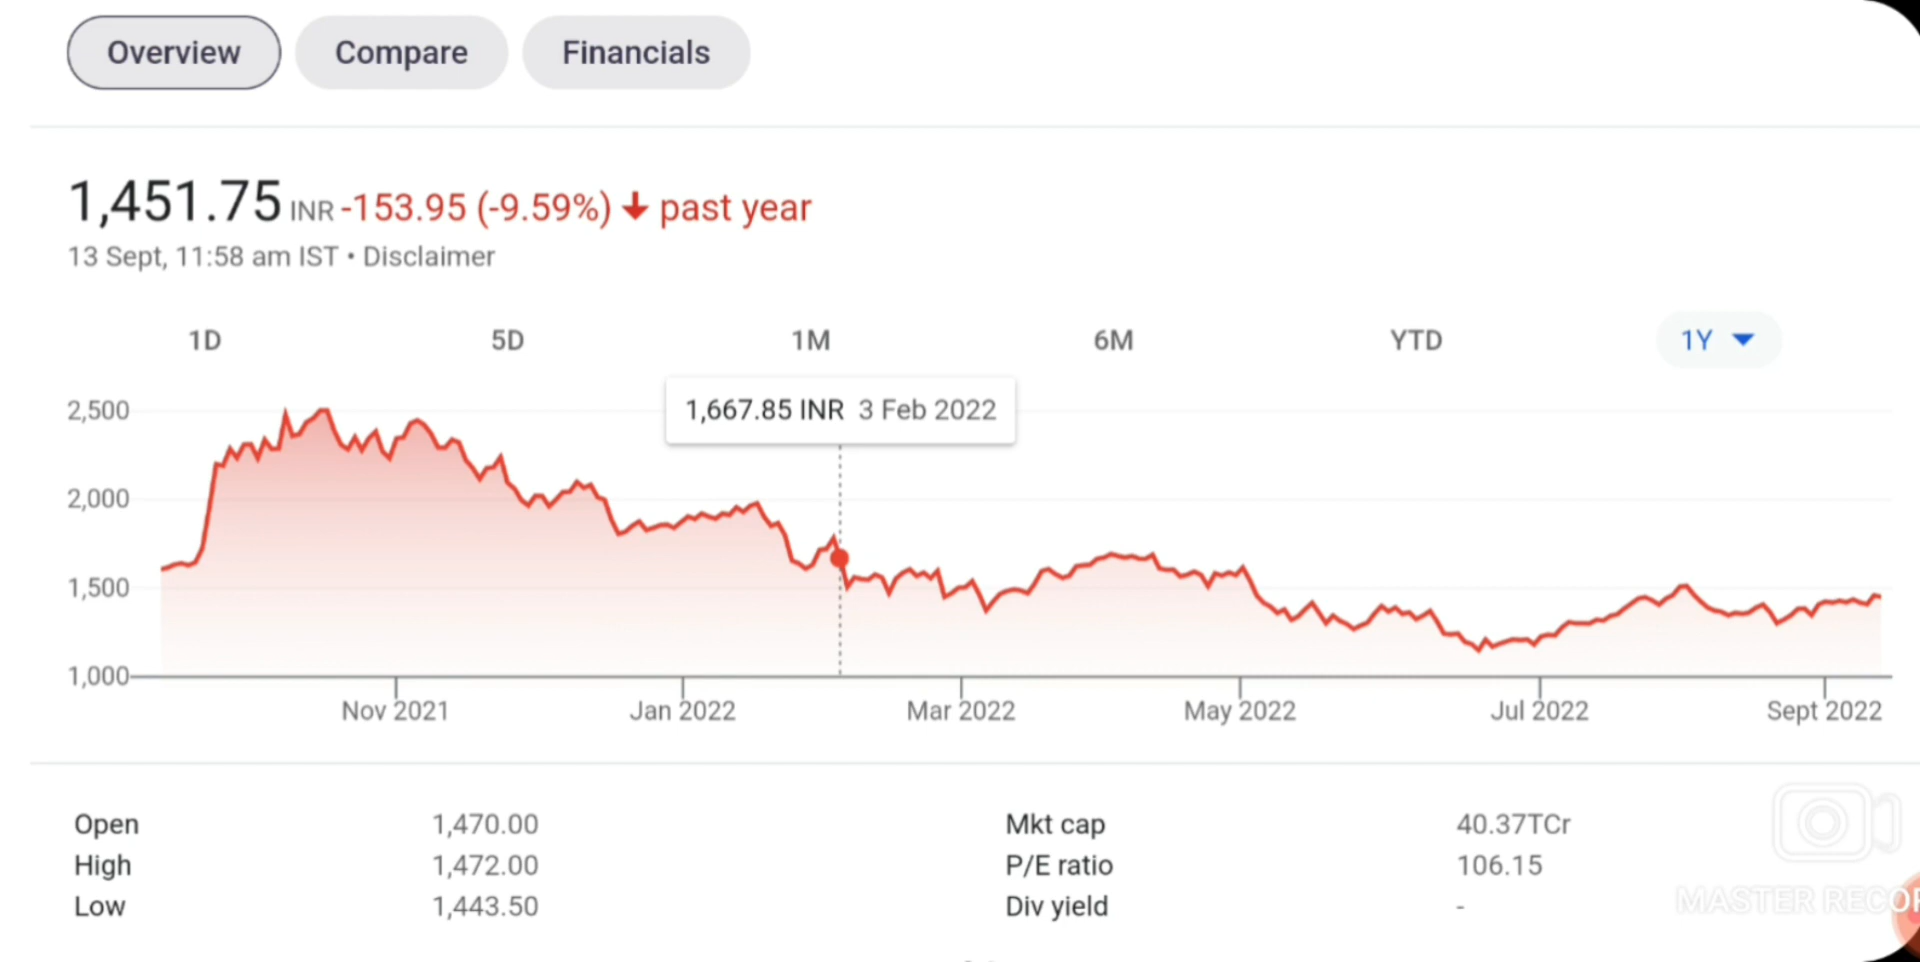 Overview Compare Financials
1,451.75 INR -153.95 (-9.59%) past year
13 Sept, 11:58 am IST • Disclaimer
1D 5D 1M 6M YTD 1Y
1,667.85 INR 3 Feb 2022
2,500
2,000
1,500
1,000
Nov 2021 Jan 2022 Mar 2022 May 2022 Jul 2022 Sept 2022
Open 1,470.00 Mkt cap 40.37TCr
High 1,472.00 P/E ratio 106.15
Low 1,443.50 Div yield -
MASTER RECOR